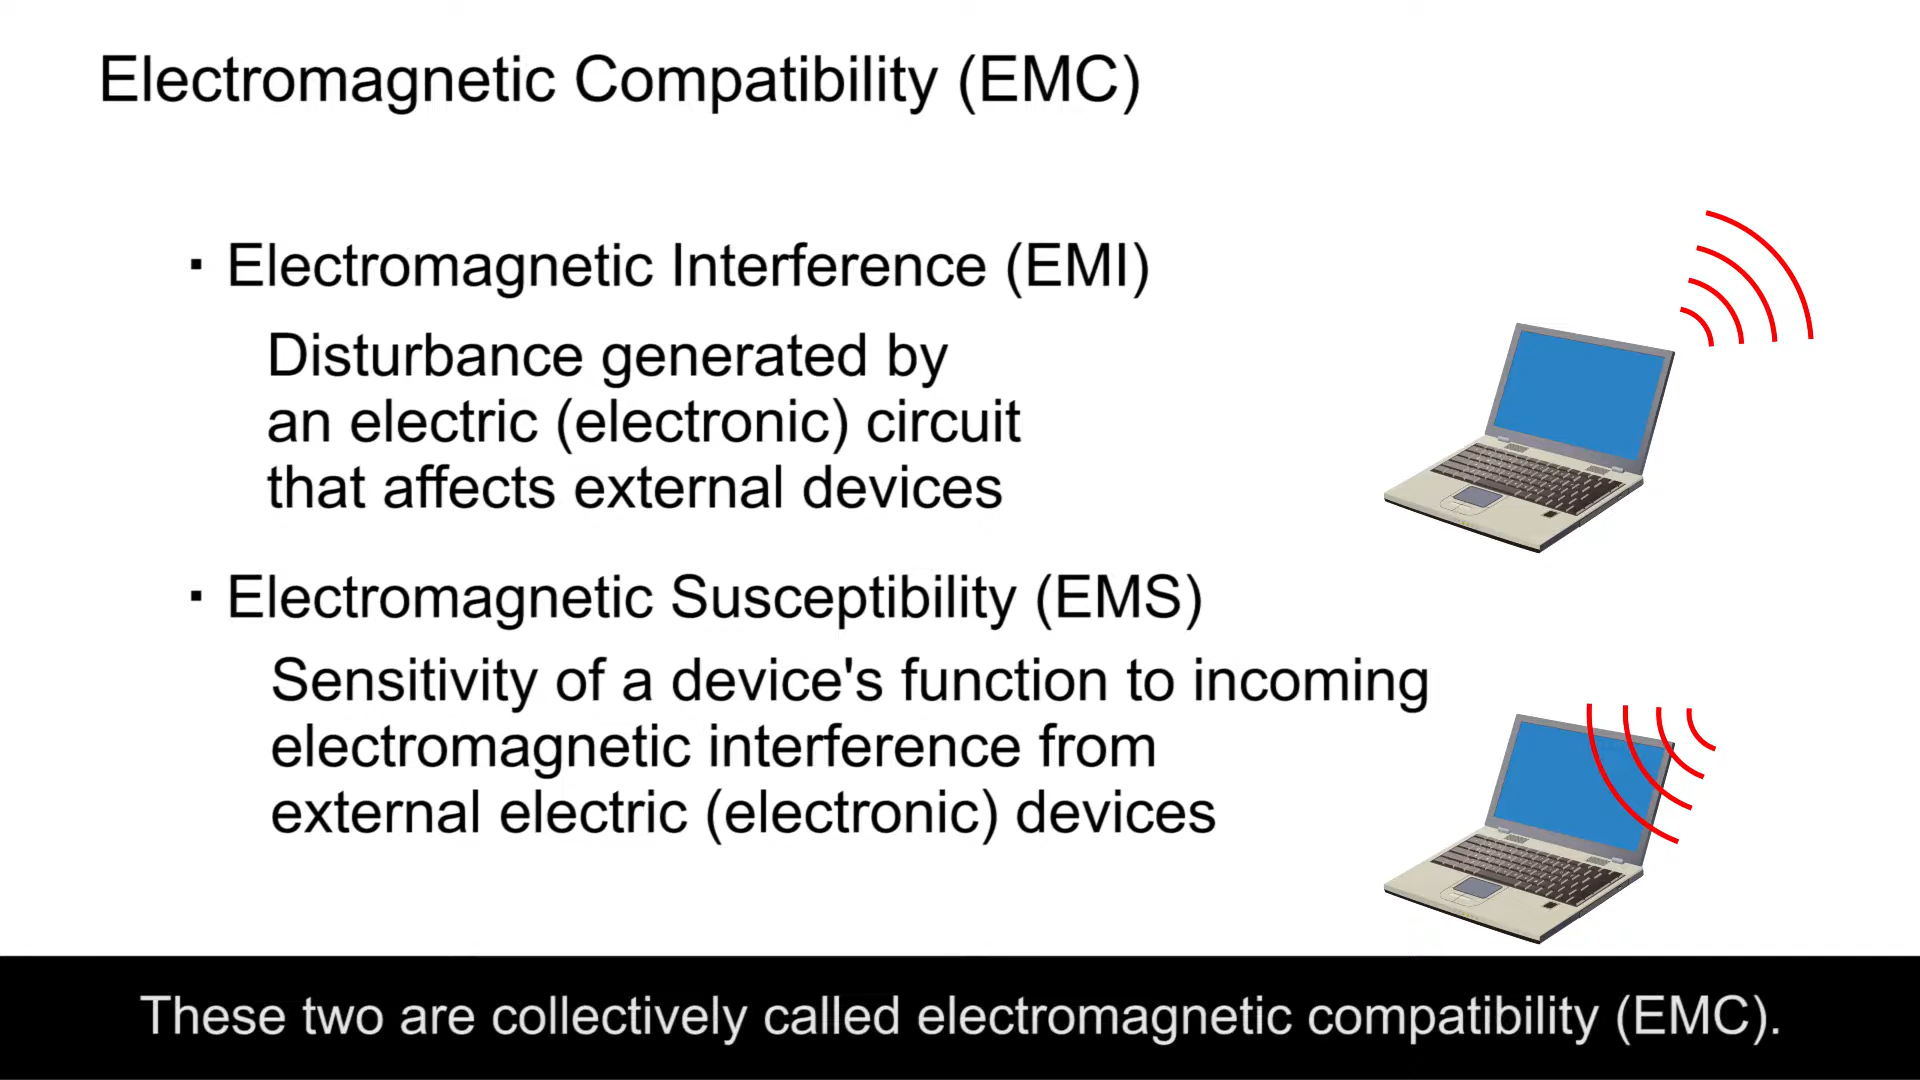 Electromagnetic Compatibility (EMC)
・Electromagnetic Interference (EMI)
Disturbance generated by
an electric (electronic) circuit
that affects external devices
・Electromagnetic Susceptibility (EMS)
Sensitivity of a device's function to incoming
electromagnetic interference from
external electric (electronic) devices
These two are collectively called electromagnetic compatibility (EMC).